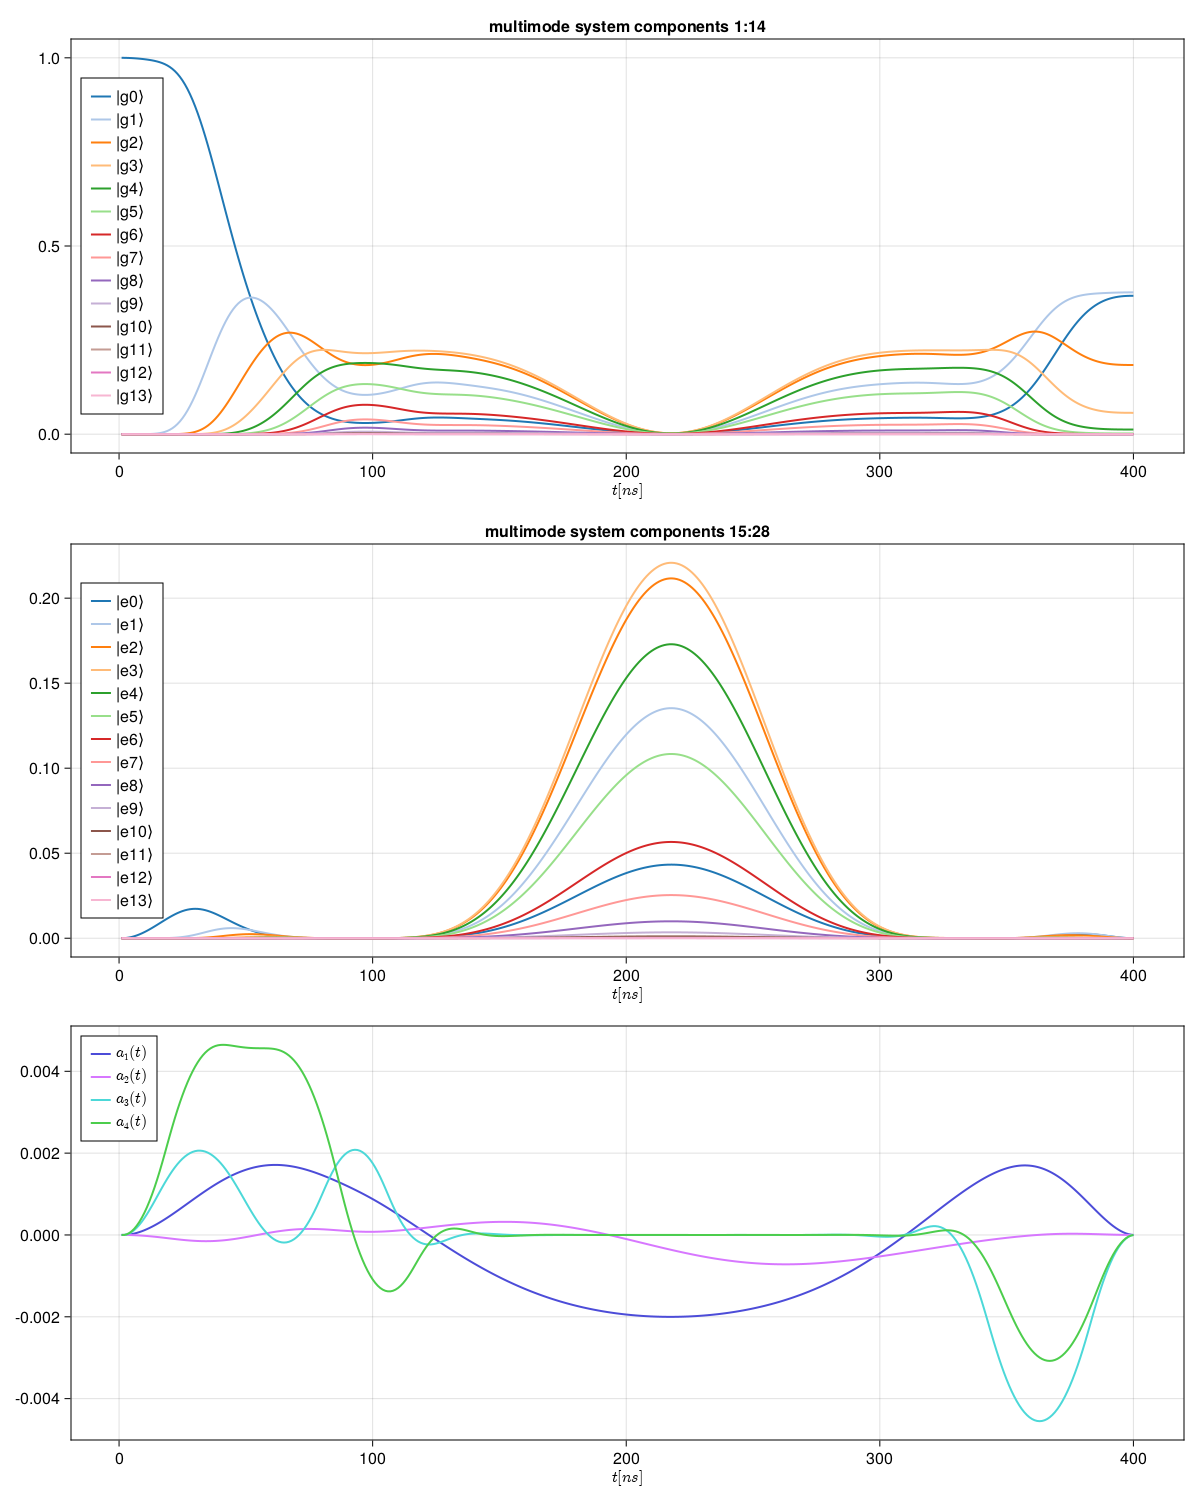 multimode system components 1:14
1.0
0.5
0.0
|g0⟩
|g1⟩
|g2⟩
|g3⟩
|g4⟩
|g5⟩
|g6⟩
|g7⟩
|g8⟩
|g9⟩
|g10⟩
|g11⟩
|g12⟩
|g13⟩
0 100 200 300 400
t[ns]
multimode system components 15:28
0.20
0.15
0.10
0.05
0.00
|e0⟩
|e1⟩
|e2⟩
|e3⟩
|e4⟩
|e5⟩
|e6⟩
|e7⟩
|e8⟩
|e9⟩
|e10⟩
|e11⟩
|e12⟩
|e13⟩
0 100 200 300 400
t[ns]
0.004
0.002
0.000
-0.002
-0.004
a₁(t)
a₂(t)
a₃(t)
a₄(t)
0 100 200 300 400
t[ns]